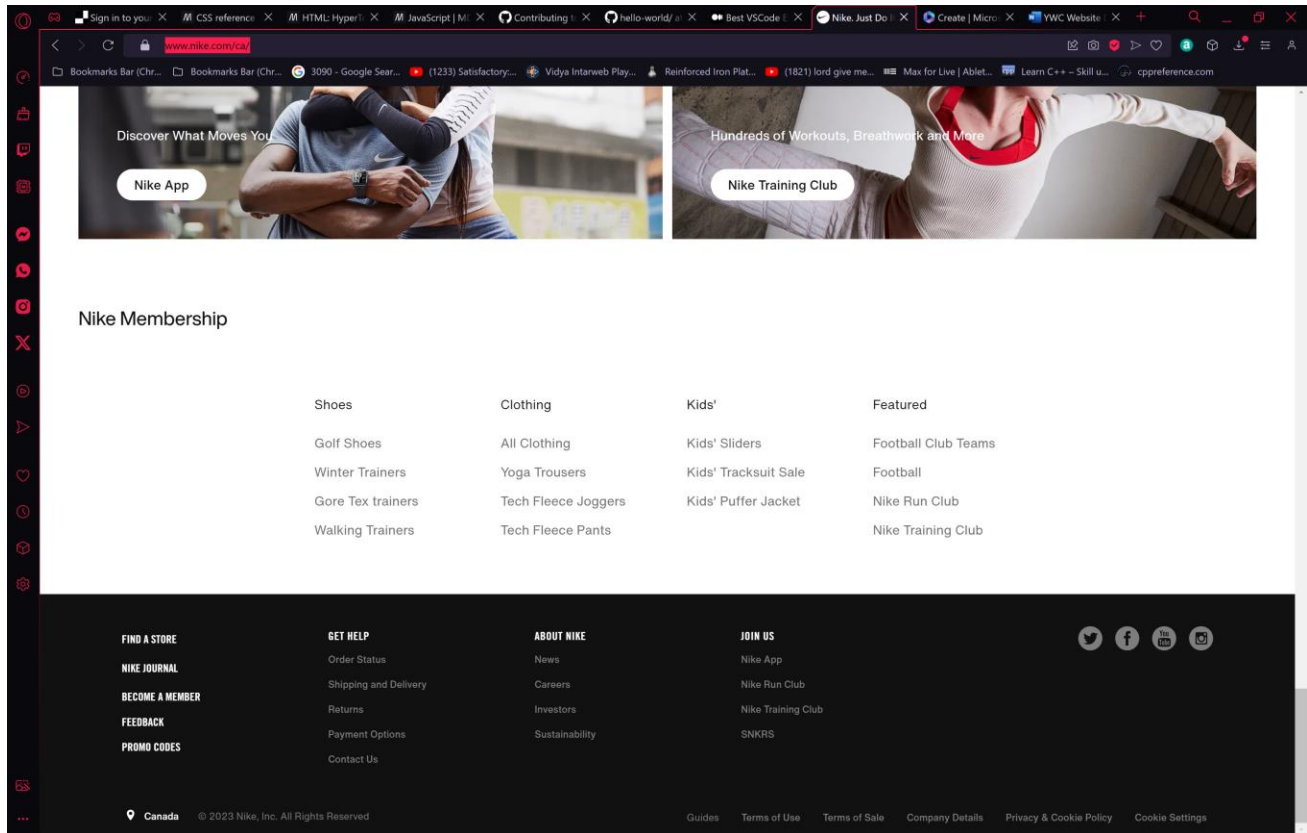 Sign in to your
CSS reference
HTML: HyperTe
JavaScript | M
Contributing t
hello-world/ a
Best VSCode E
Nike. Just Do I
Create | Micro
YWC Website
www.nike.com/ca/
Bookmarks Bar (Chr...
Bookmarks Bar (Chr...
3090 - Google Sear...
(1233) Satisfactory:...
Vidya Intarweb Play...
Reinforced Iron Plat...
(1821) lord give me...
Max for Live | Ablet...
Learn C++ – Skill u...
cppreference.com
Discover What Moves You
Nike App
Hundreds of Workouts, Breathwork and More
Nike Training Club
Nike Membership
Shoes
Golf Shoes
Winter Trainers
Gore Tex trainers
Walking Trainers
Clothing
All Clothing
Yoga Trousers
Tech Fleece Joggers
Tech Fleece Pants
Kids'
Kids' Sliders
Kids' Tracksuit Sale
Kids' Puffer Jacket
Featured
Football Club Teams
Football
Nike Run Club
Nike Training Club
FIND A STORE
NIKE JOURNAL
BECOME A MEMBER
FEEDBACK
PROMO CODES
GET HELP
Order Status
Shipping and Delivery
Returns
Payment Options
Contact Us
ABOUT NIKE
News
Careers
Investors
Sustainability
JOIN US
Nike App
Nike Run Club
Nike Training Club
SNKRS
You
Tube
Canada
© 2023 Nike, Inc. All Rights Reserved
Guides
Terms of Use
Terms of Sale
Company Details
Privacy & Cookie Policy
Cookie Settings